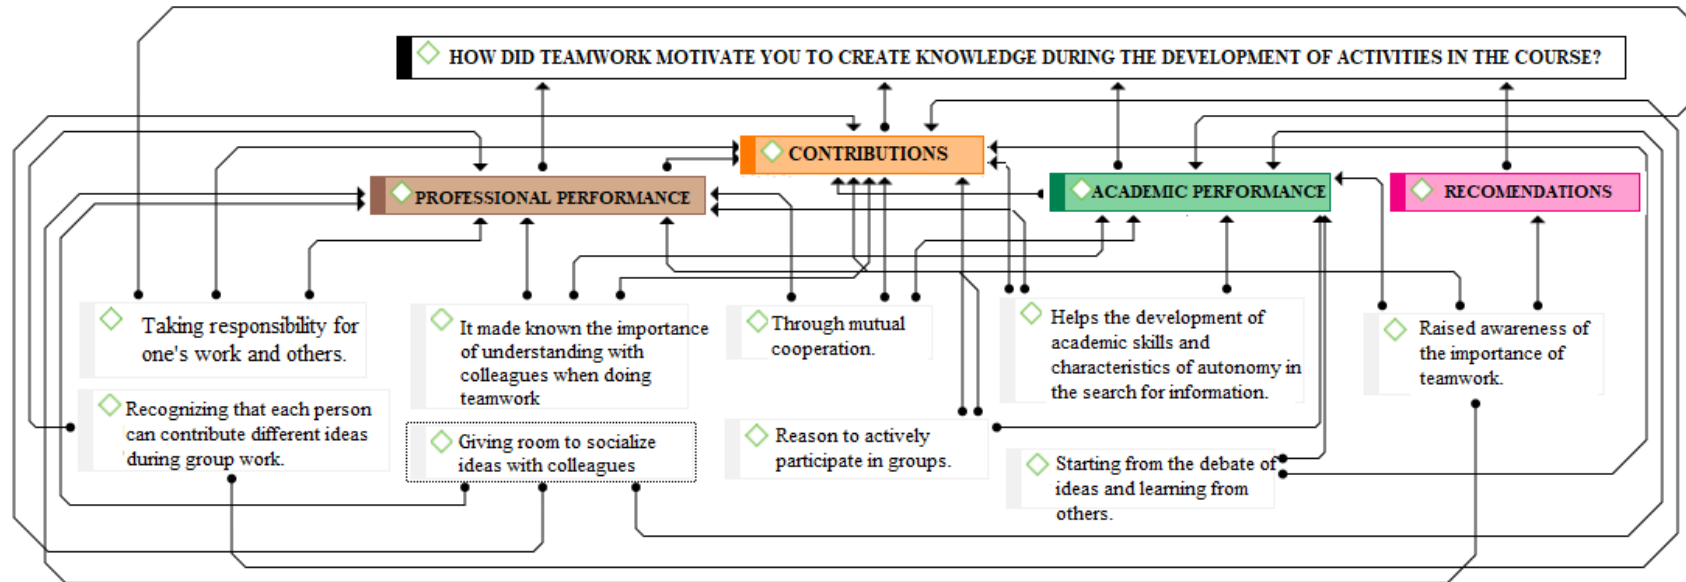 HOW DID TEAMWORK MOTIVATE YOU TO CREATE KNOWLEDGE DURING THE DEVELOPMENT OF ACTIVITIES IN THE COURSE?
CONTRIBUTIONS
PROFESSIONAL PERFORMANCE
ACADEMIC PERFORMANCE
RECOMENDATIONS
Taking responsibility for
one's work and others.
It made known the importance
of understanding with
colleagues when doing
teamwork
Through mutual
cooperation.
Helps the development of
academic skills and
characteristics of autonomy in
the search for information.
Raised awareness of
the importance of
teamwork.
Recognizing that each person
can contribute different ideas
during group work.
Giving room to socialize
ideas with colleagues
Reason to actively
participate in groups.
Starting from the debate of
ideas and learning from
others.